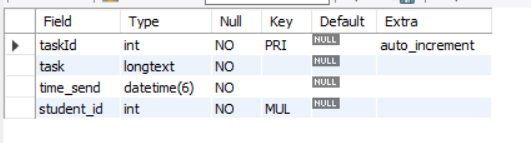 Field Type Null Key Default Extra
taskId int NO PRI NULL auto_increment
task longtext NO NULL
time_send datetime(6) NO NULL
student_id int NO MUL NULL